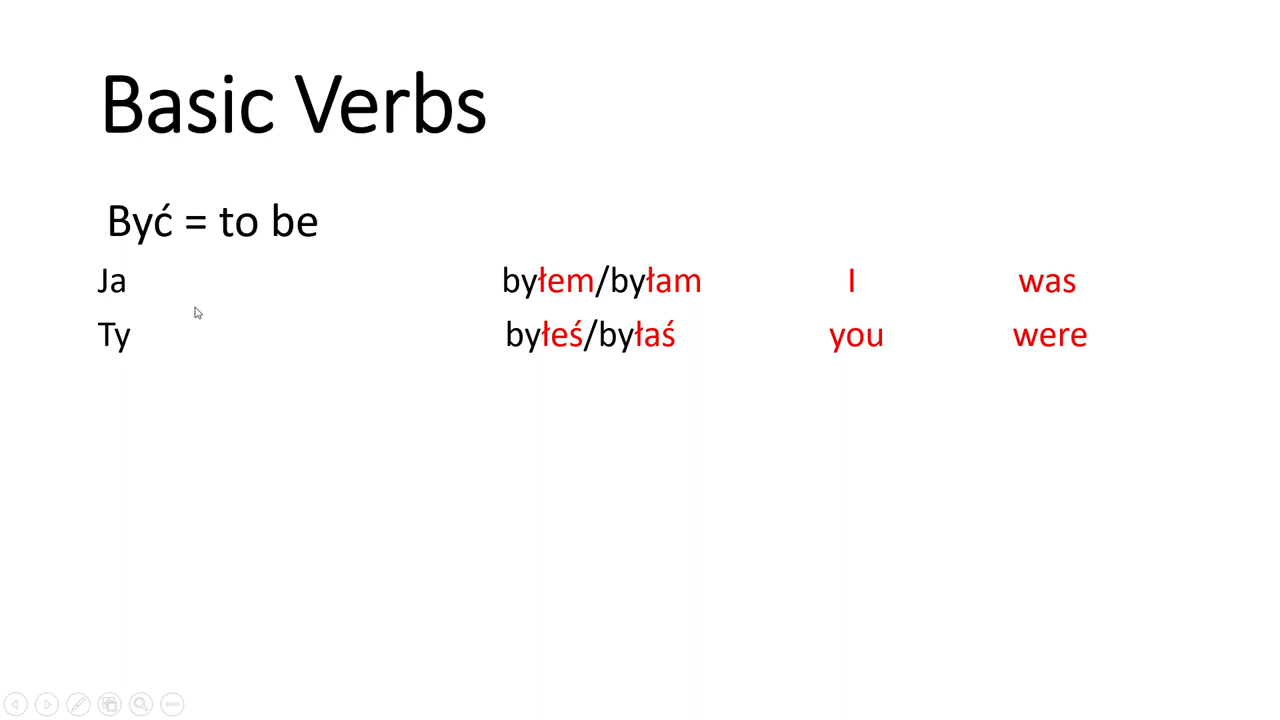 Basic Verbs
Być = to be
Ja byłem/byłam I was
Ty byłeś/byłaś you were